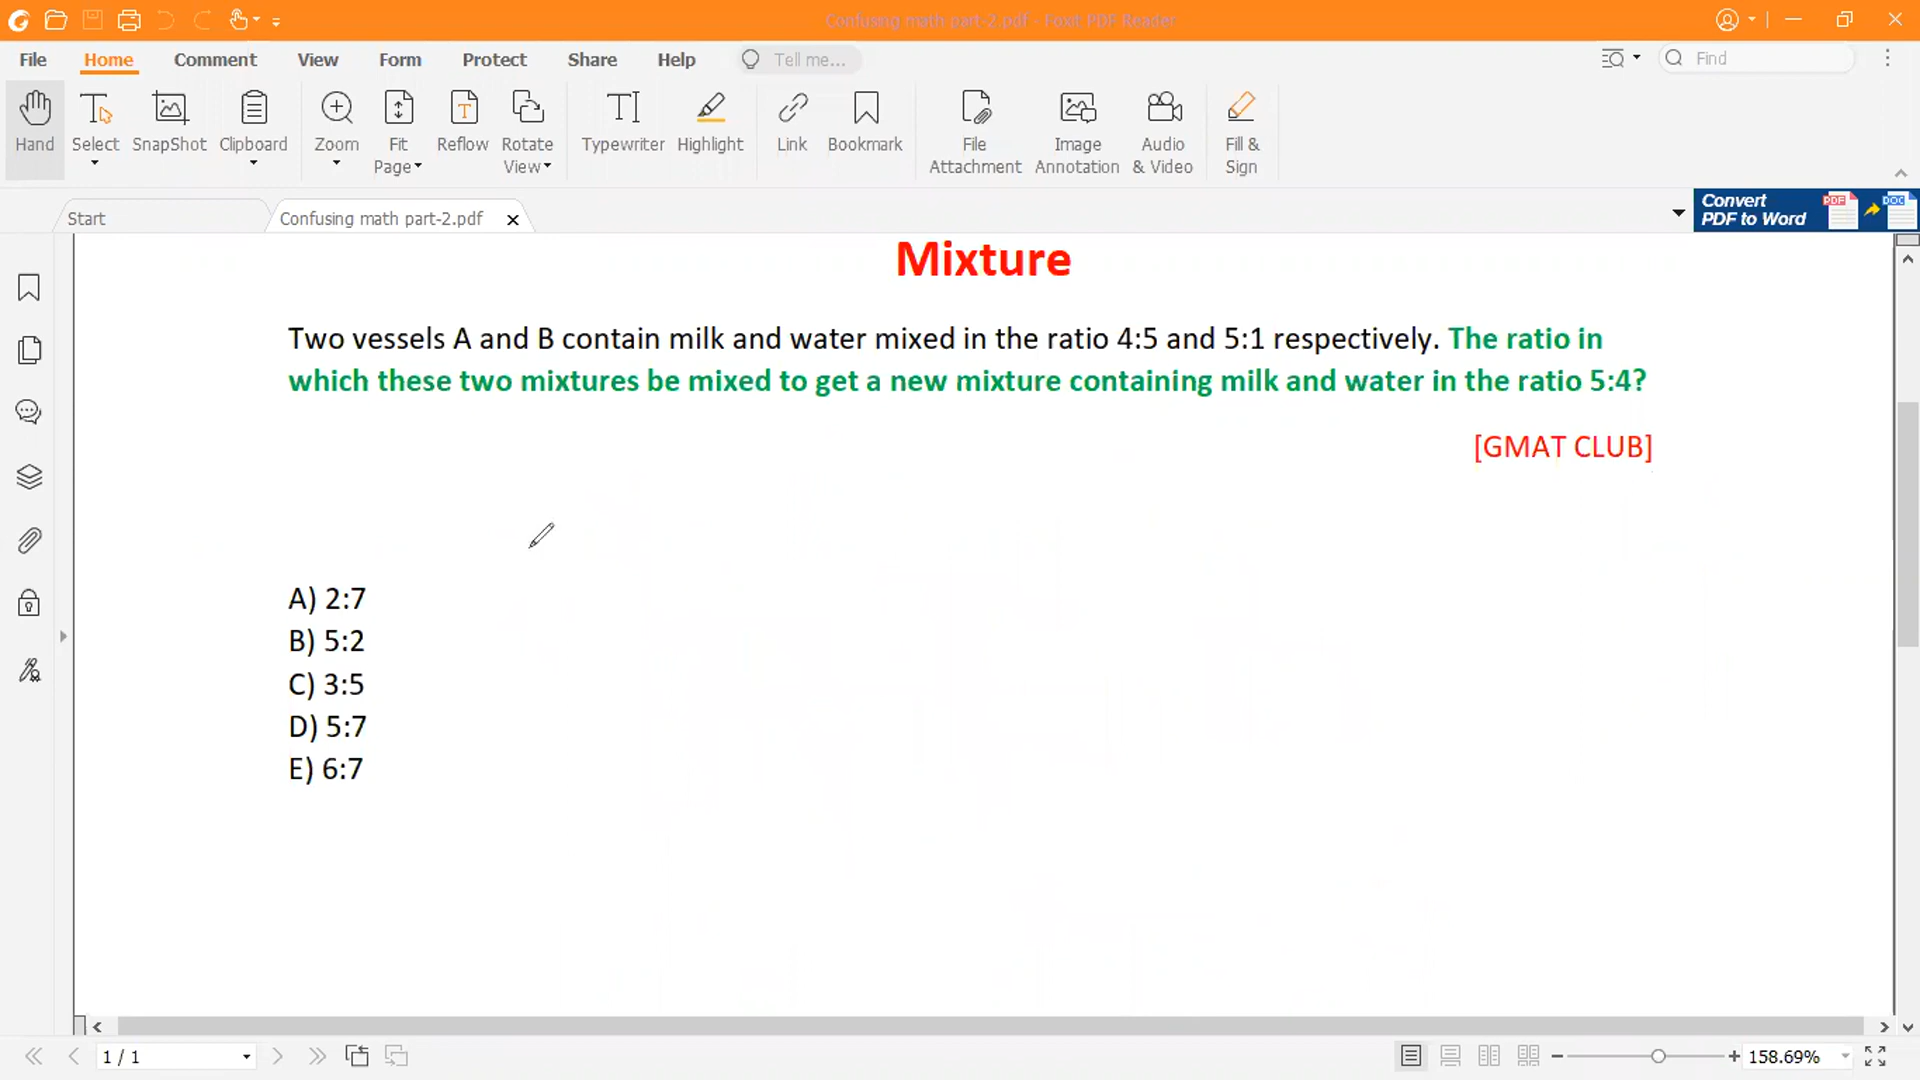 Confusing math part-2.pdf - Foxit PDF Reader
File Home Comment View Form Protect Share Help Tell me... Find
Hand Select SnapShot Clipboard Zoom Fit Page Reflow Rotate View Typewriter Highlight Link Bookmark File Attachment Image Annotation Audio & Video Fill & Sign
Start Confusing math part-2.pdf
Convert PDF to Word PDF DOC
Mixture
Two vessels A and B contain milk and water mixed in the ratio 4:5 and 5:1 respectively. The ratio in
which these two mixtures be mixed to get a new mixture containing milk and water in the ratio 5:4?
[GMAT CLUB]
A) 2:7
B) 5:2
C) 3:5
D) 5:7
E) 6:7
1 / 1 158.69%